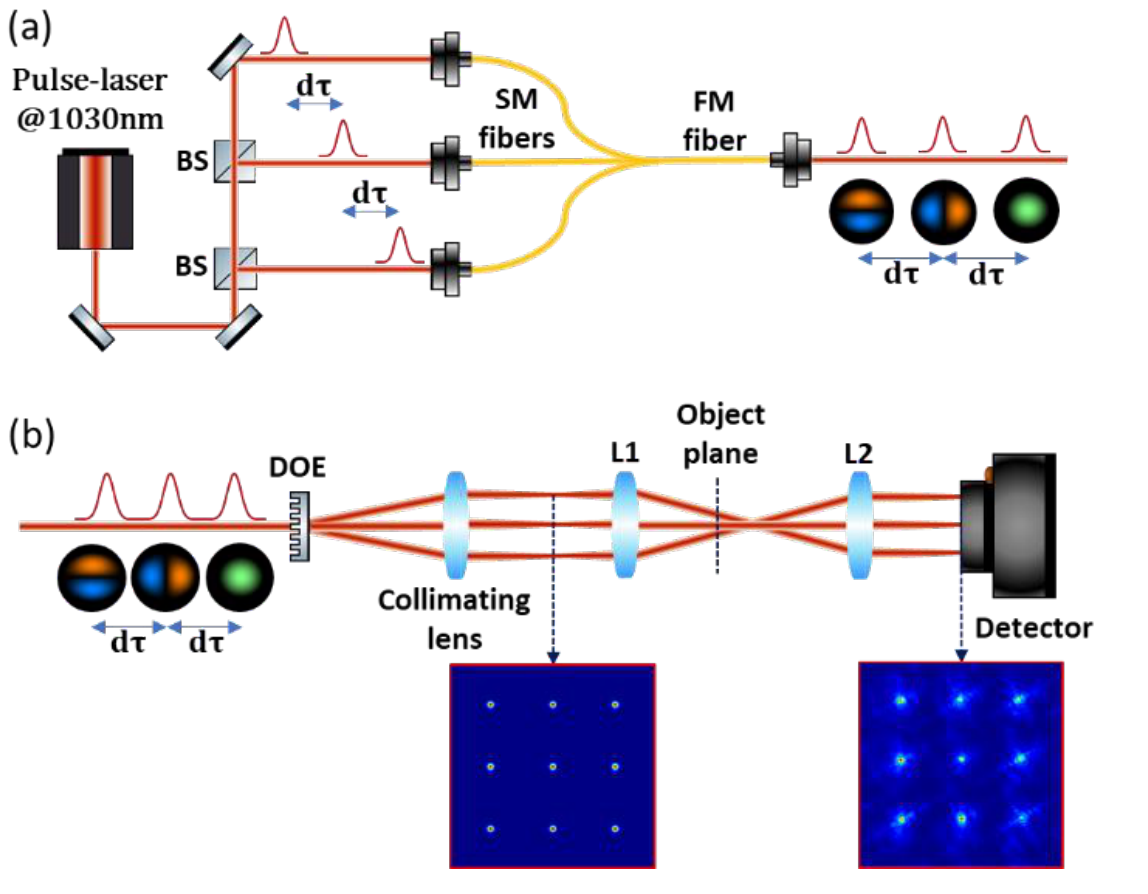 (a)
Pulse-laser
@1030nm
BS
BS
dτ
dτ
SM
fibers
FM
fiber
dτ
dτ
(b)
DOE
L1
Object
plane
L2
dτ
dτ
Collimating
lens
Detector